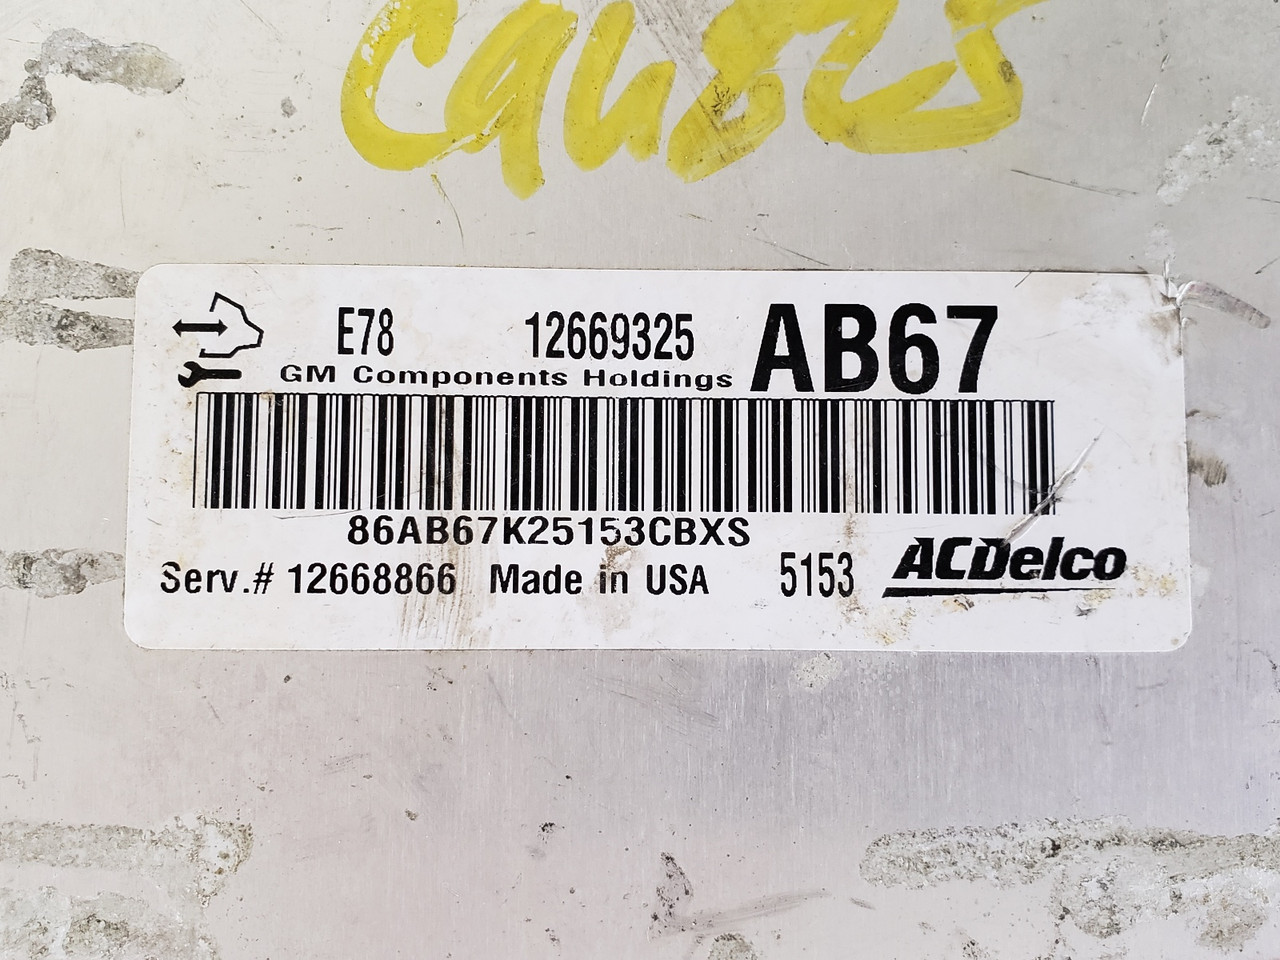 E78 12669325 AB67
GM Components Holdings
86AB67K25153CBXS
Serv.# 12668866 Made in USA 5153 ACDelco